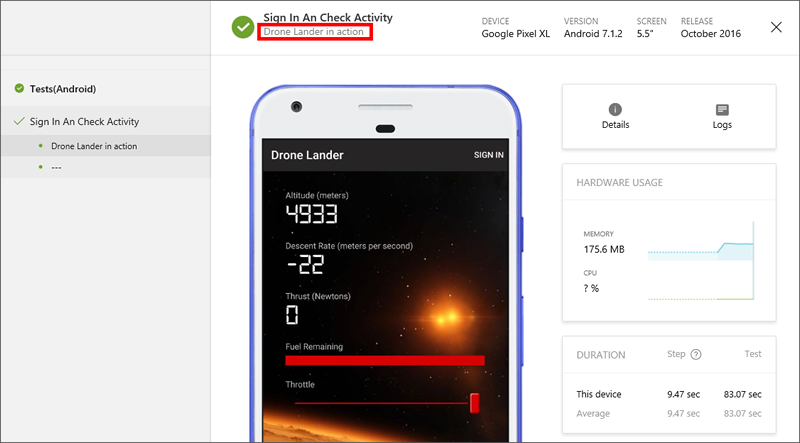 Sign In An Check Activity
Drone Lander in action
DEVICE
Google Pixel XL
VERSION
Android 7.1.2
SCREEN
5.5"
RELEASE
October 2016
Tests(Android)
Sign In An Check Activity
Drone Lander in action
---
Drone Lander
SIGN IN
Altitude (meters)
4933
Descent Rate (meters per second)
-22
Thrust (Newtons)
0
Fuel Remaining
Throttle
Details
Logs
HARDWARE USAGE
MEMORY
175.6 MB
CPU
? %
DURATION Step ? Test
This device 9.47 sec 83.07 sec
Average 9.47 sec 83.07 sec